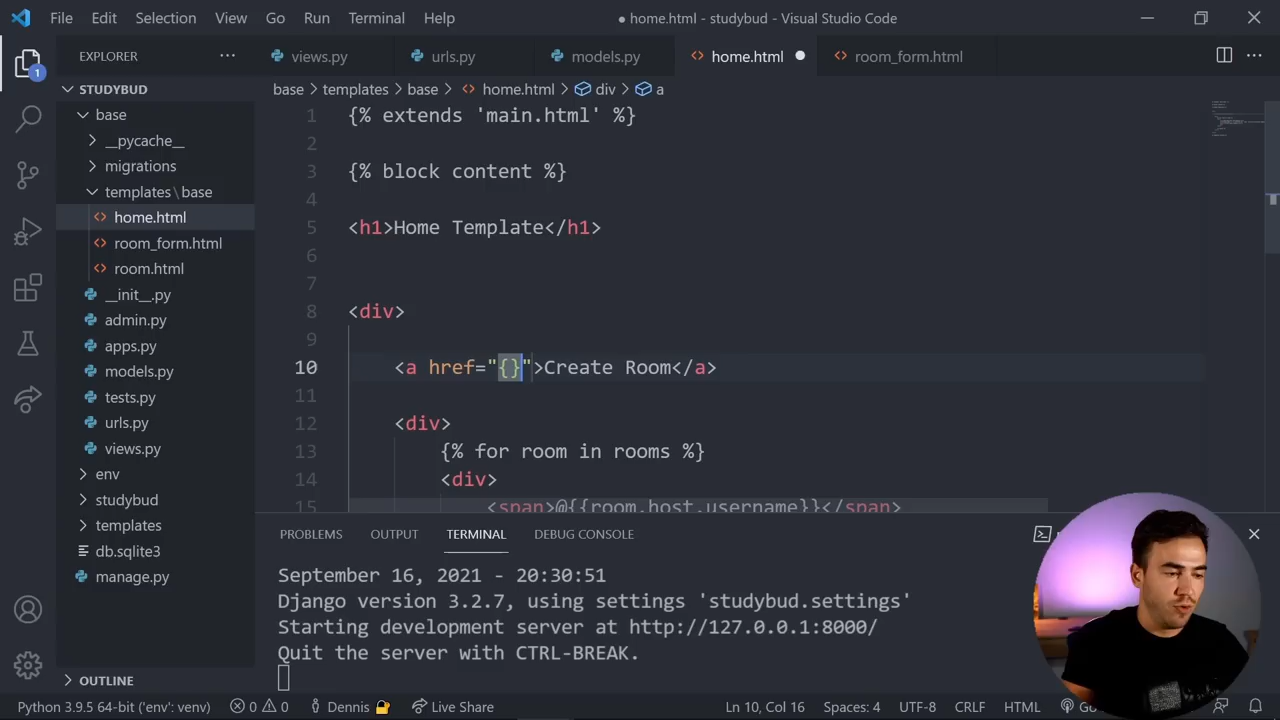 File Edit Selection View Go Run Terminal Help
● home.html - studybud - Visual Studio Code
EXPLORER
views.py
urls.py
models.py
home.html
room_form.html
1
STUDYBUD
base
__pycache__
migrations
templates\base
home.html
room_form.html
room.html
__init__.py
admin.py
apps.py
models.py
tests.py
urls.py
views.py
env
studybud
templates
db.sqlite3
manage.py
OUTLINE
base > templates > base > home.html > div > a
1 {% extends 'main.html' %}
2
3 {% block content %}
4
5 <h1>Home Template</h1>
6
7
8 <div>
9
10 <a href="{}">Create Room</a>
11
12 <div>
13 {% for room in rooms %}
14 <div>
15 <span>@{{room.host.username}}</span>
PROBLEMS OUTPUT TERMINAL DEBUG CONSOLE
September 16, 2021 - 20:30:51
Django version 3.2.7, using settings 'studybud.settings'
Starting development server at http://127.0.0.1:8000/
Quit the server with CTRL-BREAK.
Python 3.9.5 64-bit ('env': venv) 0 0 Dennis Live Share Ln 10, Col 16 Spaces: 4 UTF-8 CRLF HTML